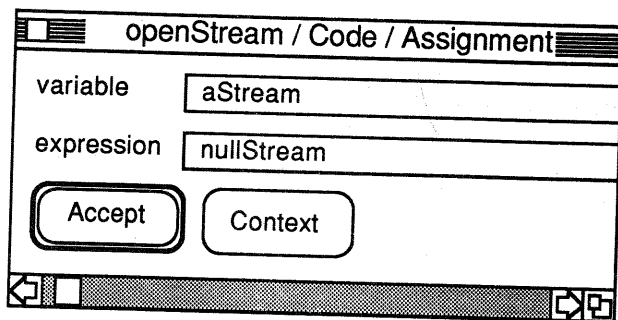 openStream / Code / Assignment
variable aStream
expression nullStream
Accept Context